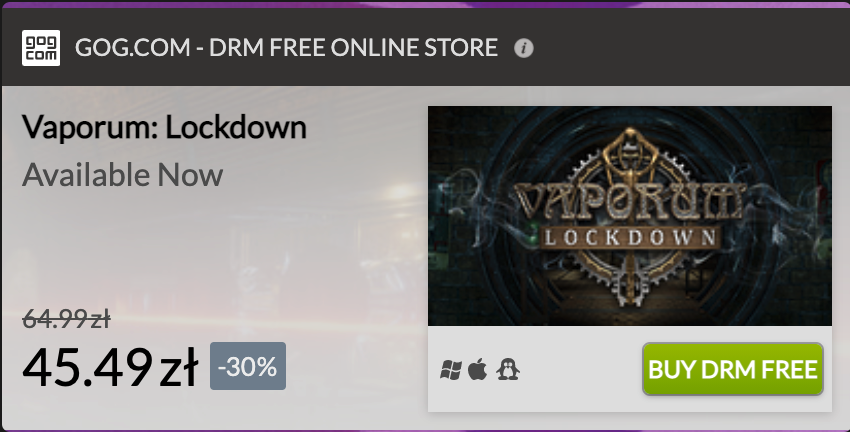 gog
com
GOG.COM - DRM FREE ONLINE STORE i
Vaporum: Lockdown
Available Now
VAPORUM
LOCKDOWN
64.99 zł
45.49 zł -30%
BUY DRM FREE